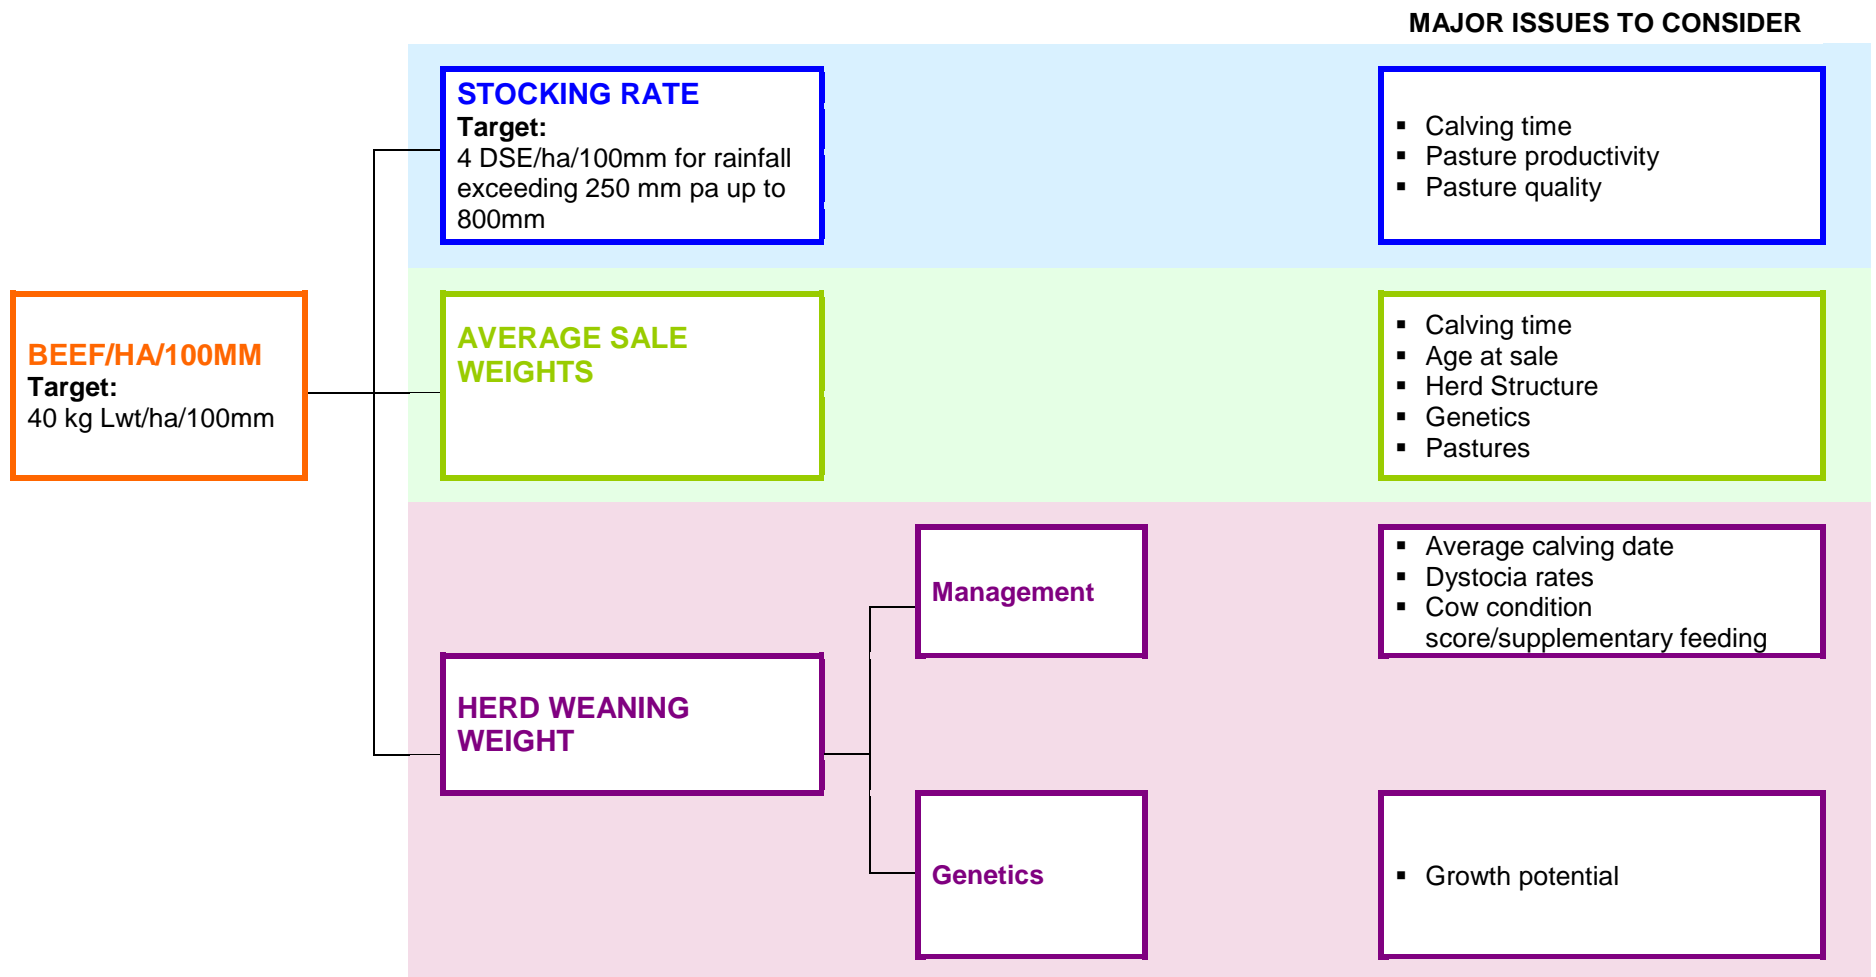 MAJOR ISSUES TO CONSIDER
STOCKING RATE
Target:
4 DSE/ha/100mm for rainfall
exceeding 250 mm pa up to
800mm
▪ Calving time
▪ Pasture productivity
▪ Pasture quality
BEEF/HA/100MM
Target:
40 kg Lwt/ha/100mm
AVERAGE SALE
WEIGHTS
▪ Calving time
▪ Age at sale
▪ Herd Structure
▪ Genetics
▪ Pastures
HERD WEANING
WEIGHT
Management
▪ Average calving date
▪ Dystocia rates
▪ Cow condition
score/supplementary feeding
Genetics
▪ Growth potential